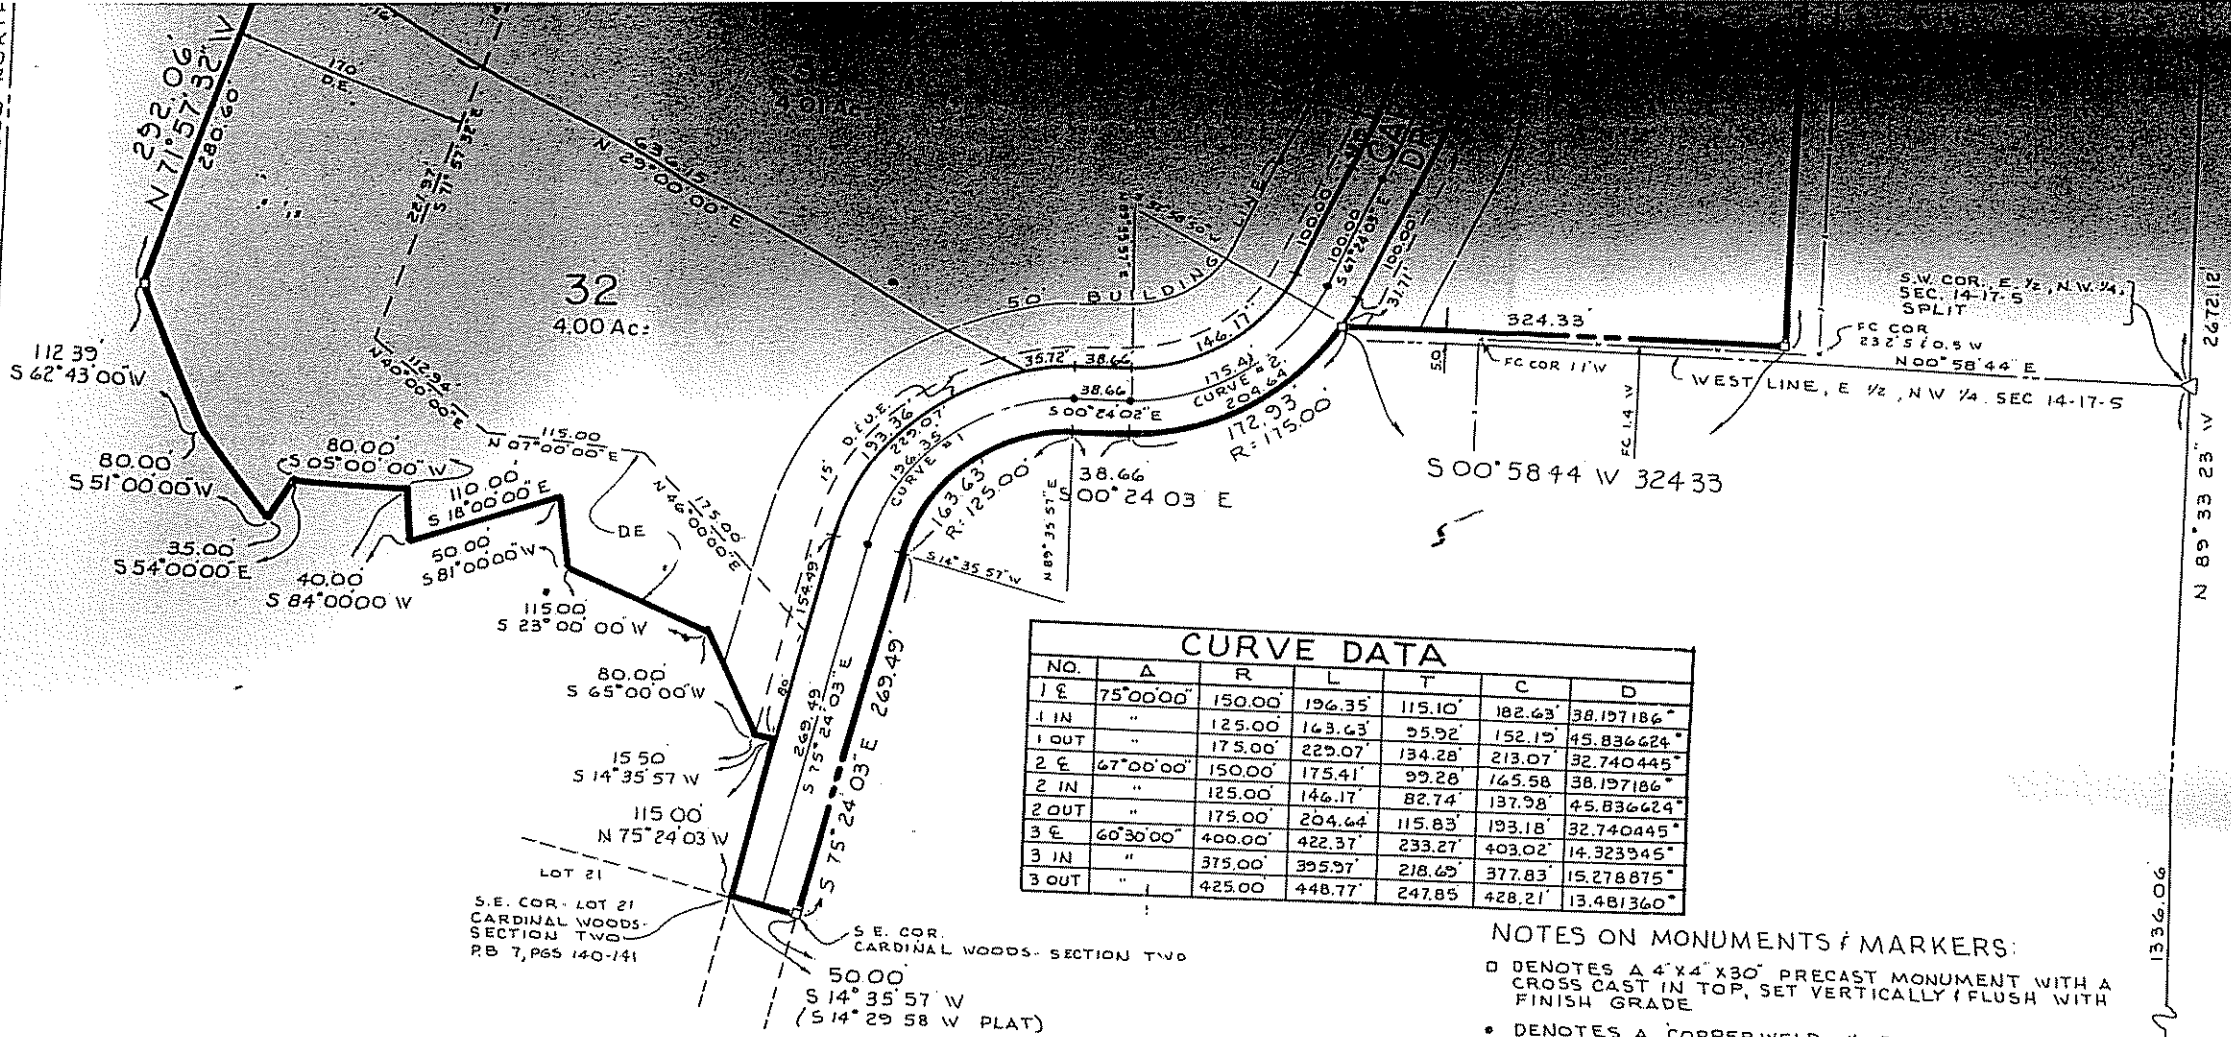 292.06'
N 71°57'32" W
280.60
170
D.E.
22.97'
S 71°57'32" E
636.15
N 29°00'00" E
4.01 Ac.
32
4.00 Ac.±
50' BUILDING LINE
112.39'
S 62°43'00" W
112.94'
N 40°00'00" E
115.00
N 07°00'00" E
175.00
N 46°00'00" E
80.00'
S 51°00'00" W
80.00'
S 05°00'00" W
110.00'
S 18°00'00" E
35.00'
S 54°00'00" E
40.00'
S 84°00'00 W
50.00'
S 81°00'00" W
DE
115.00'
S 23°00'00" W
80.00'
S 65°00'00" W
15.50'
S 14°35'57" W
115.00
N 75°24'03" W
15' D.&U.E.
193.36'
229.07'
196.35'
CURVE #1
35.72'
38.66'
38.66'
S 00°24'02" E
146.17'
175.41'
CURVE #2
204.64'
172.93'
R=175.00'
163.63'
R=125.00'
38.66'
S 00°24'03" E
N 89°35'57" E
S 14°35'57" W
154.49'
80'
269.49
S 75°24'03" E
S 75°24'03" E 269.49'
100.00'
100.00'
S 67°24'03" E
100.00'
31.71'
324.33'
5.0
FC COR 1.1' W
FC 1.4 W
S 00°58'44 W 324.33
S.W. COR., E. 1/2, N.W. 1/4,
SEC. 14-17-5
SPLIT
FC COR
2.32' S & 0.5 W
N 00°58'44" E
WEST LINE, E 1/2, NW 1/4 SEC 14-17-5
2672.12'
N 89°33'23" W
1336.06
CURVE DATA
NO. Δ R L T C D
1 ℄ 75°00'00" 150.00' 196.35' 115.10' 182.63' 38.197186°
1 IN " 125.00 163.63' 95.92' 152.19' 45.836624°
1 OUT " 175.00' 229.07' 134.28' 213.07' 32.740445°
2 ℄ 67°00'00" 150.00' 175.41' 99.28' 165.58 38.197186°
2 IN " 125.00' 146.17' 82.74' 137.98' 45.836624°
2 OUT " 175.00' 204.64' 115.83' 193.18' 32.740445°
3 ℄ 60°30'00" 400.00' 422.37' 233.27' 403.02' 14.323945°
3 IN " 375.00' 395.97' 218.69' 377.83' 15.278875°
3 OUT " 425.00' 448.77' 247.85 428.21' 13.481360°
LOT 21
S.E. COR. LOT 21
CARDINAL WOODS-
SECTION TWO
P.B 7, PGS 140-141
S.E. COR.
CARDINAL WOODS- SECTION TWO
50.00'
S 14°35'57" W
(S 14°29'58 W PLAT)
NOTES ON MONUMENTS & MARKERS:
□ DENOTES A 4"X4"X30" PRECAST MONUMENT WITH A
CROSS CAST IN TOP, SET VERTICALLY & FLUSH WITH
FINISH GRADE
• DENOTES A COPPERWELD